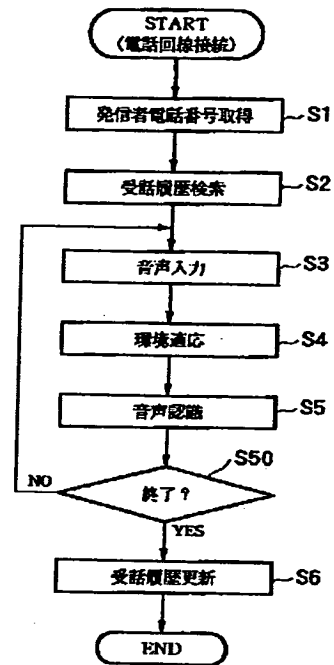 START
(電話回線接続)
発信者電話番号取得
S1
受話履歴検索
S2
音声入力
S3
環境適応
S4
音声認識
S5
S50
終了?
NO
YES
受話履歴更新
S6
END